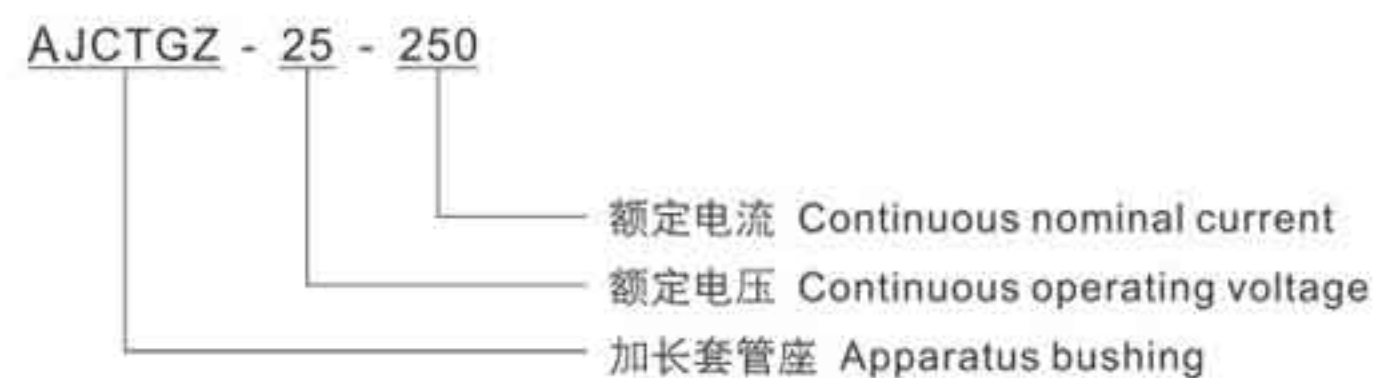 AJCTGZ - 25 - 250
额定电流 Continuous nominal current
额定电压 Continuous operating voltage
加长套管座 Apparatus bushing